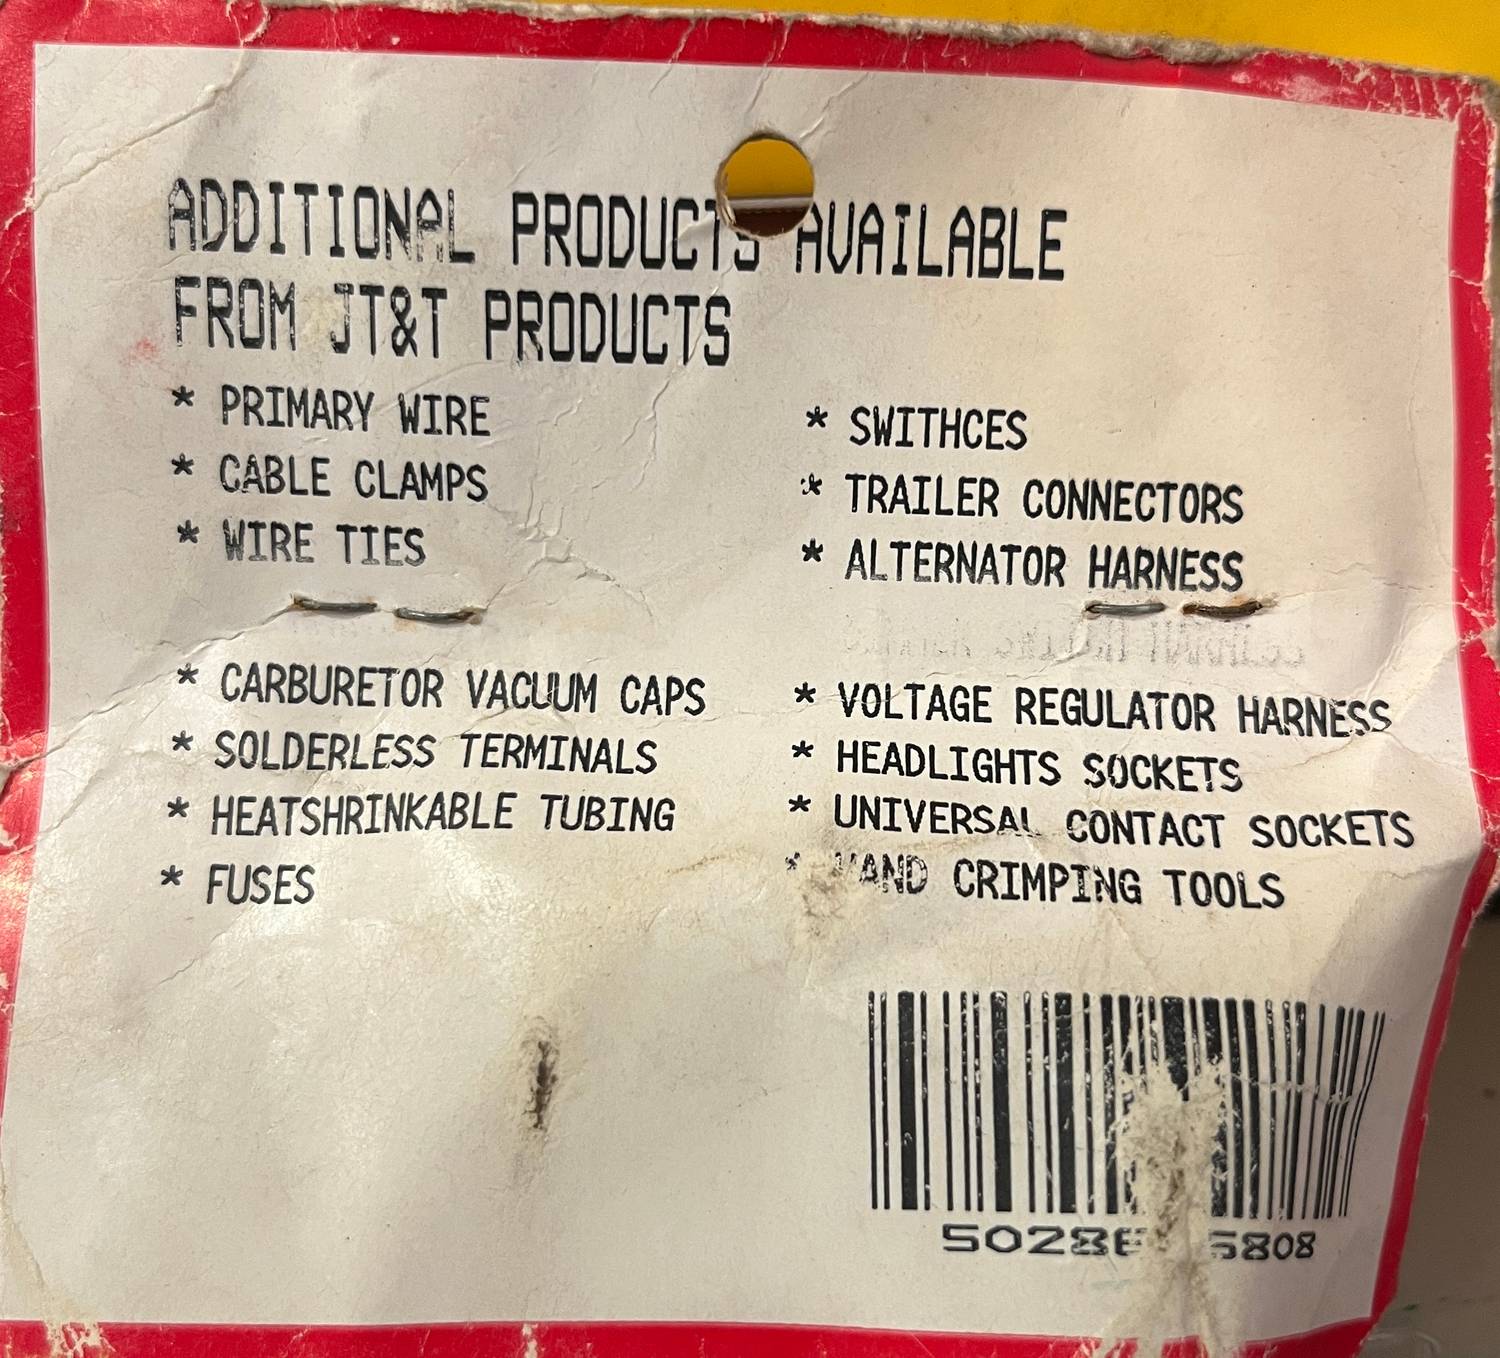 ADDITIONAL PRODUCTS AVAILABLE
FROM JT&T PRODUCTS
* PRIMARY WIRE
* CABLE CLAMPS
* WIRE TIES
* CARBURETOR VACUUM CAPS
* SOLDERLESS TERMINALS
* HEATSHRINKABLE TUBING
* FUSES
* SWITHCES
* TRAILER CONNECTORS
* ALTERNATOR HARNESS
* VOLTAGE REGULATOR HARNESS
* HEADLIGHTS SOCKETS
* UNIVERSAL CONTACT SOCKETS
* HAND CRIMPING TOOLS